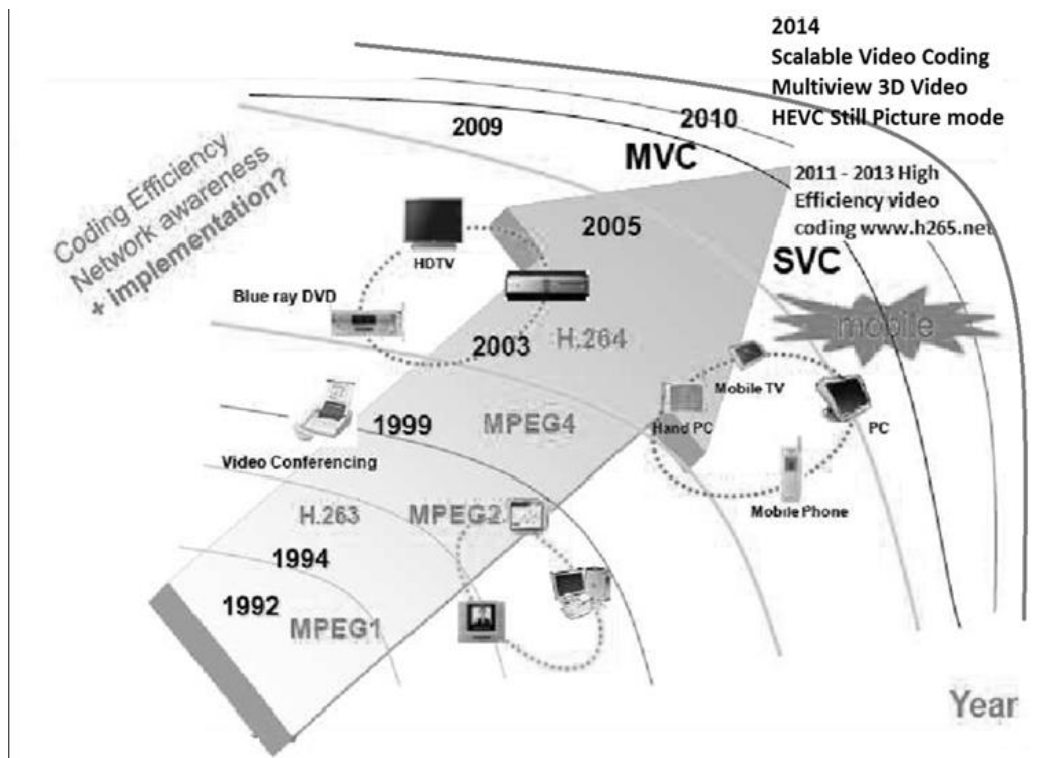 2014
Scalable Video Coding
Multiview 3D Video
HEVC Still Picture mode
2009
2010
MVC
2011 - 2013 High
Efficiency video
coding www.h265.net
SVC
Coding Efficiency
Network awareness
+ implementation?
2005
HDTV
Blue ray DVD
2003
H.264
mobile
Mobile TV
Hand PC
PC
1999
MPEG4
Video Conferencing
Mobile Phone
H.263
MPEG2
1994
1992
MPEG1
Year